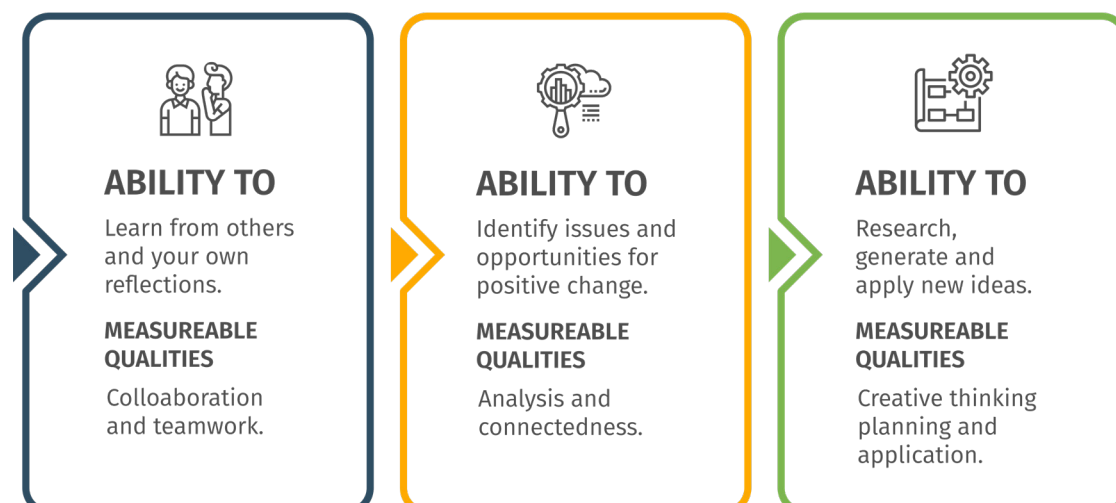 ABILITY TO
Learn from others
and your own
reflections.
MEASUREABLE
QUALITIES
Colloaboration
and teamwork.
ABILITY TO
Identify issues and
opportunities for
positive change.
MEASUREABLE
QUALITIES
Analysis and
connectedness.
ABILITY TO
Research,
generate and
apply new ideas.
MEASUREABLE
QUALITIES
Creative thinking
planning and
application.